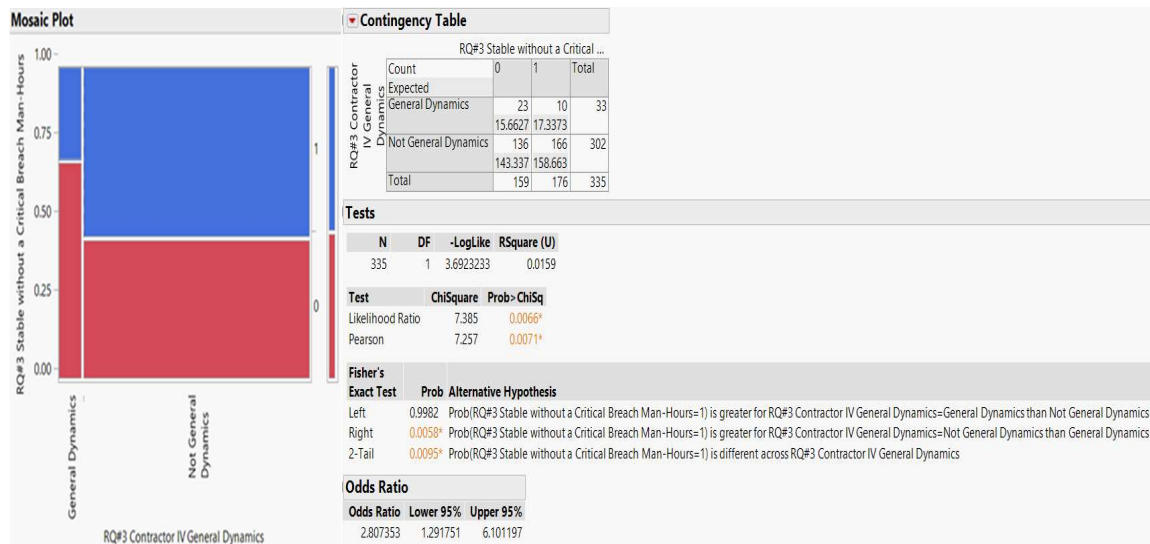 Mosaic Plot
RQ#3 Stable without a Critical Breach Man-Hours
1.00
0.75
0.50
0.25
0.00
1
0
General Dynamics
Not General
Dynamics
RQ#3 Contractor IV General Dynamics
Contingency Table
RQ#3 Stable without a Critical ...
RQ#3 Contractor
IV General
Dynamics
Count 0 1 Total
Expected
General Dynamics 23 10 33
15.6627 17.3373
Not General Dynamics 136 166 302
143.337 158.663
Total 159 176 335
Tests
N DF -LogLike RSquare (U)
335 1 3.6923233 0.0159
Test ChiSquare Prob>ChiSq
Likelihood Ratio 7.385 0.0066*
Pearson 7.257 0.0071*
Fisher's
Exact Test Prob Alternative Hypothesis
Left 0.9982 Prob(RQ#3 Stable without a Critical Breach Man-Hours=1) is greater for RQ#3 Contractor IV General Dynamics=General Dynamics than Not General Dynamics
Right 0.0058* Prob(RQ#3 Stable without a Critical Breach Man-Hours=1) is greater for RQ#3 Contractor IV General Dynamics=Not General Dynamics than General Dynamics
2-Tail 0.0095* Prob(RQ#3 Stable without a Critical Breach Man-Hours=1) is different across RQ#3 Contractor IV General Dynamics
Odds Ratio
Odds Ratio Lower 95% Upper 95%
2.807353 1.291751 6.101197